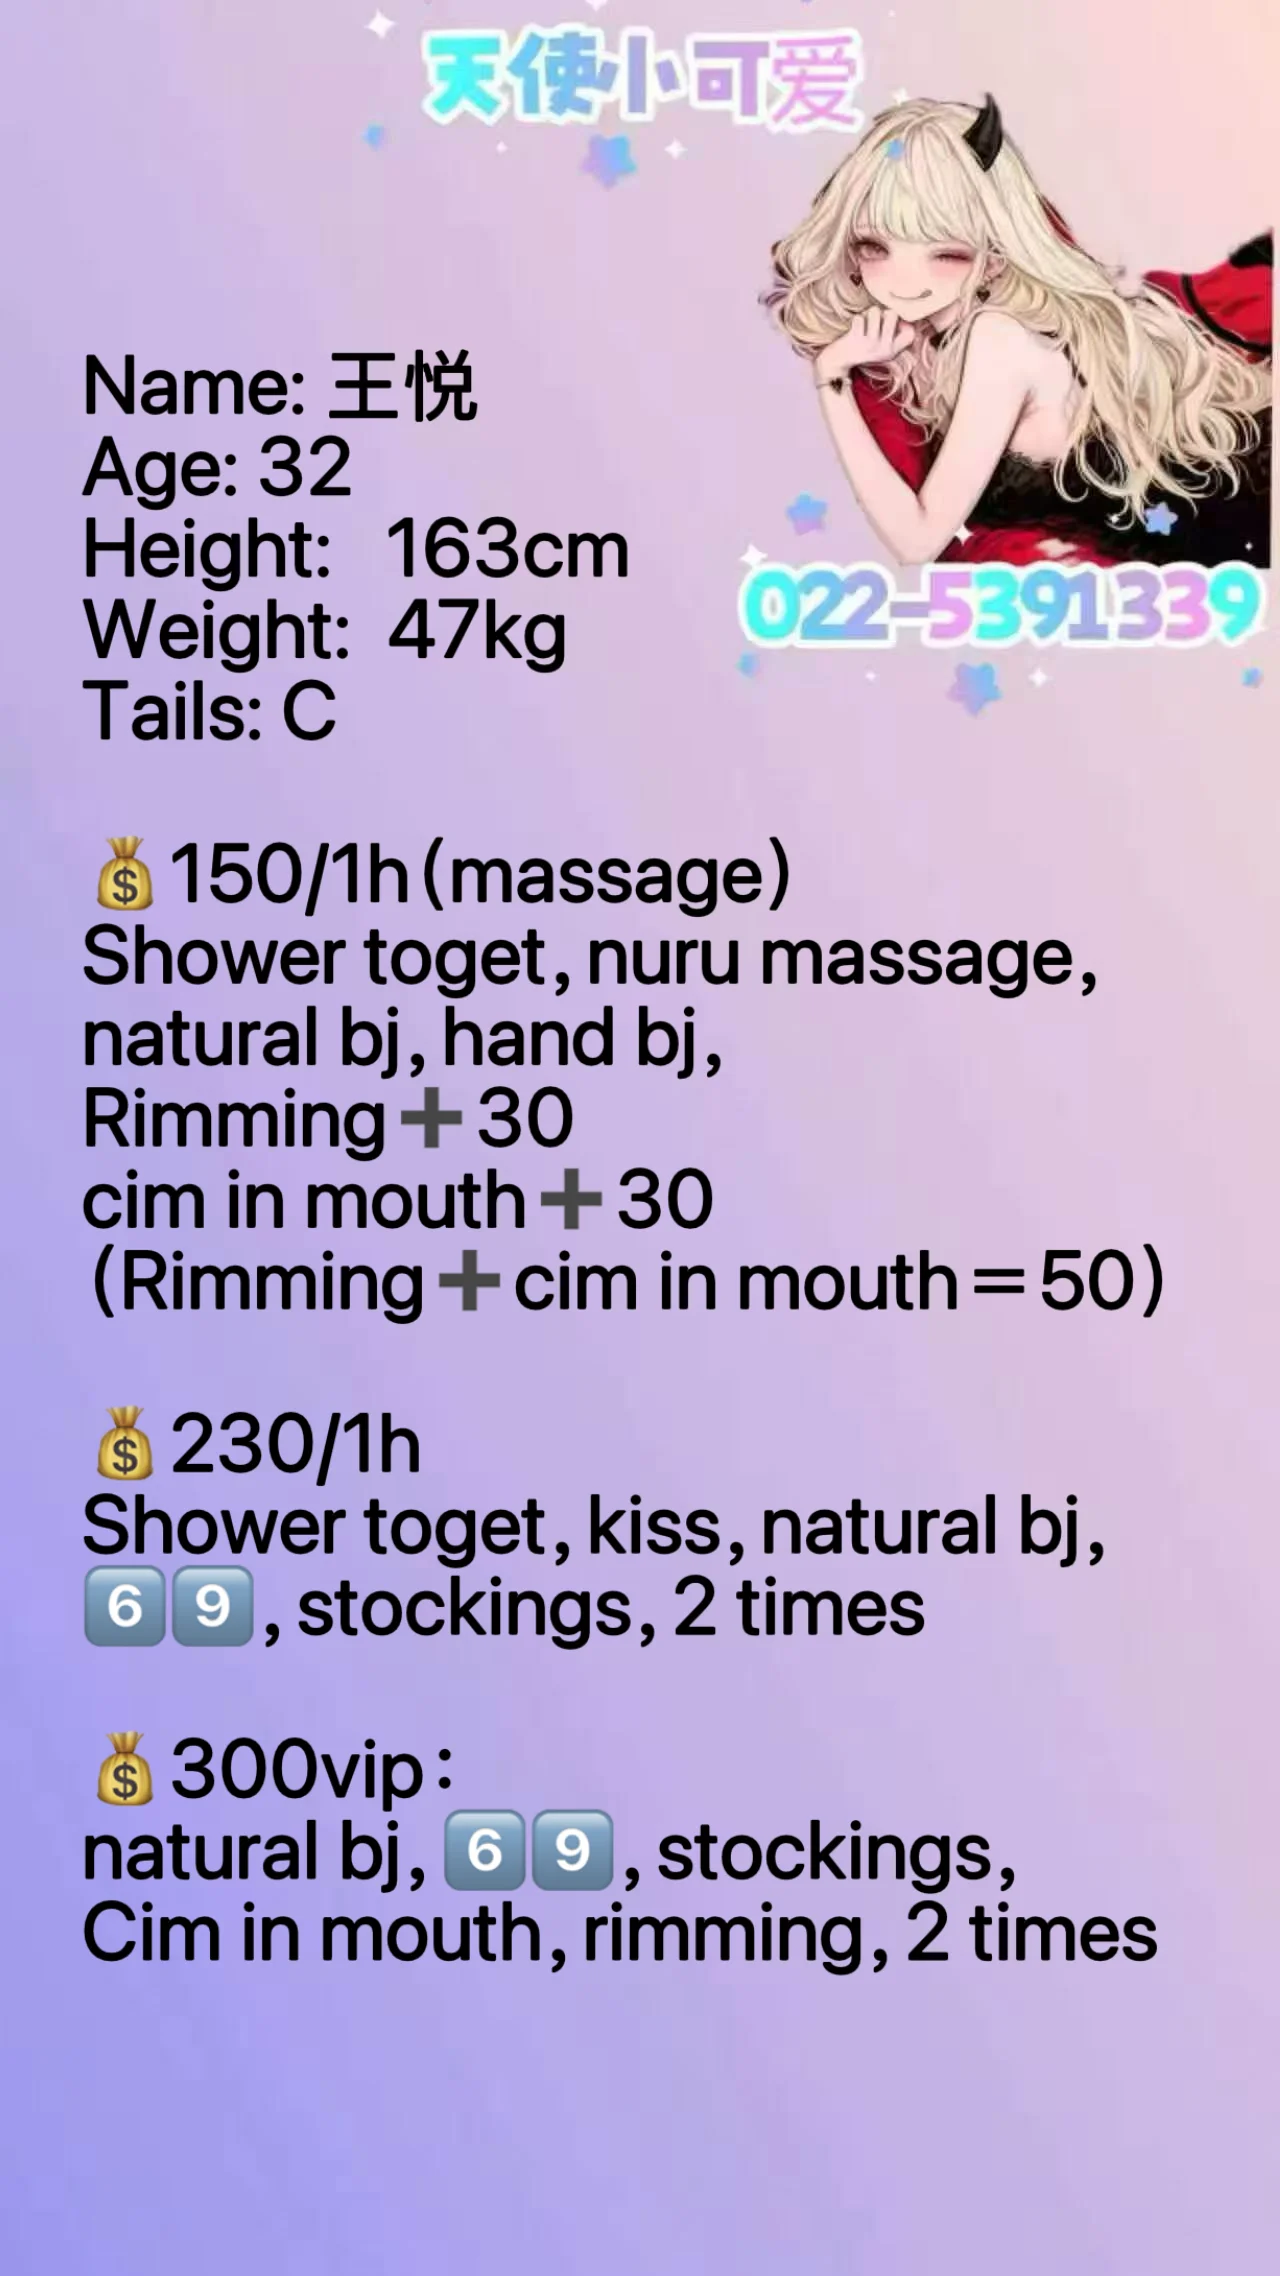 天使小可爱
Name: 王悦
Age: 32
Height: 163cm
Weight: 47kg
022-5391339
Tails: C
💰150/1h(massage)
Shower toget, nuru massage,
natural bj, hand bj,
Rimming➕30
cim in mouth➕30
(Rimming➕cim in mouth=50)
💰230/1h
Shower toget, kiss, natural bj,
6️⃣9️⃣, stockings, 2 times
💰300vip:
natural bj, 6️⃣9️⃣, stockings,
Cim in mouth, rimming, 2 times